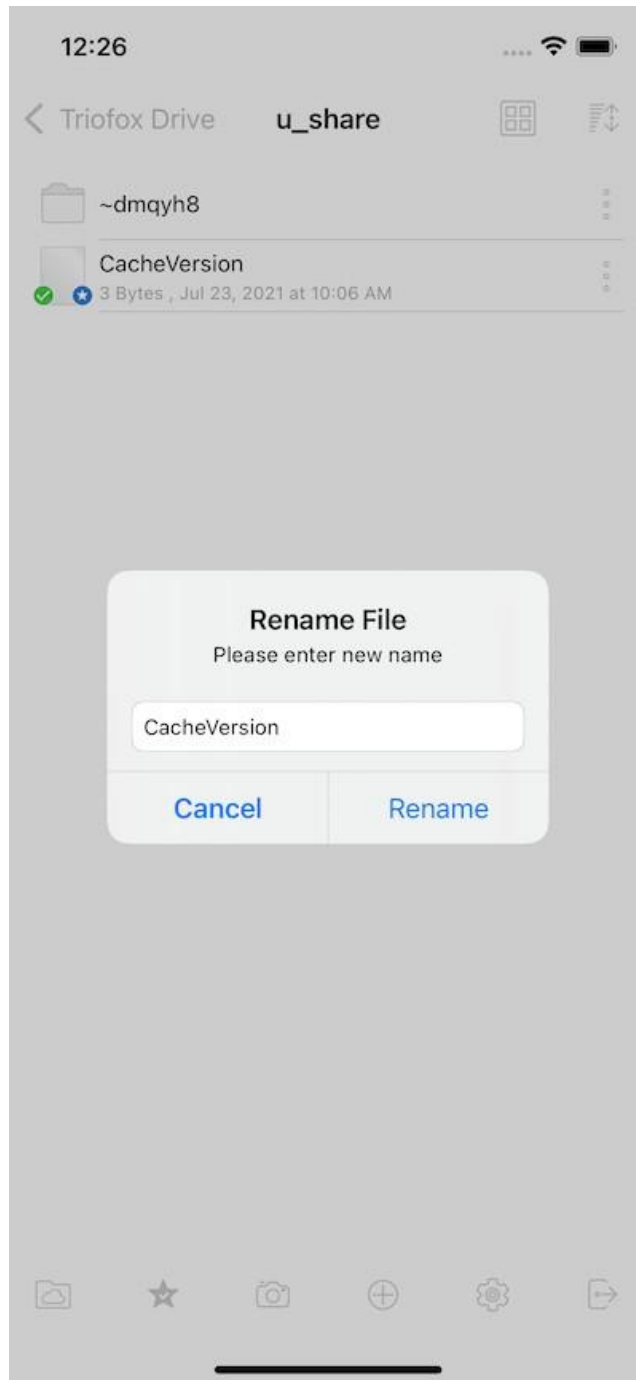 12:26
Triofox Drive
u_share
~dmqyh8
CacheVersion
3 Bytes , Jul 23, 2021 at 10:06 AM
Rename File
Please enter new name
CacheVersion
Cancel
Rename